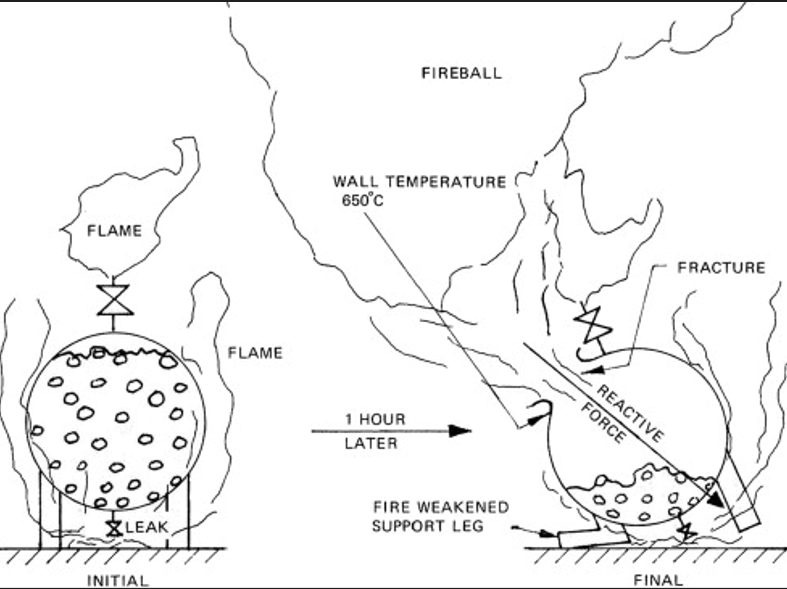 FIREBALL
WALL TEMPERATURE
650°C
FLAME
FRACTURE
FLAME
REACTIVE
FORCE
1 HOUR
LATER
FIRE WEAKENED
SUPPORT LEG
LEAK
INITIAL
FINAL